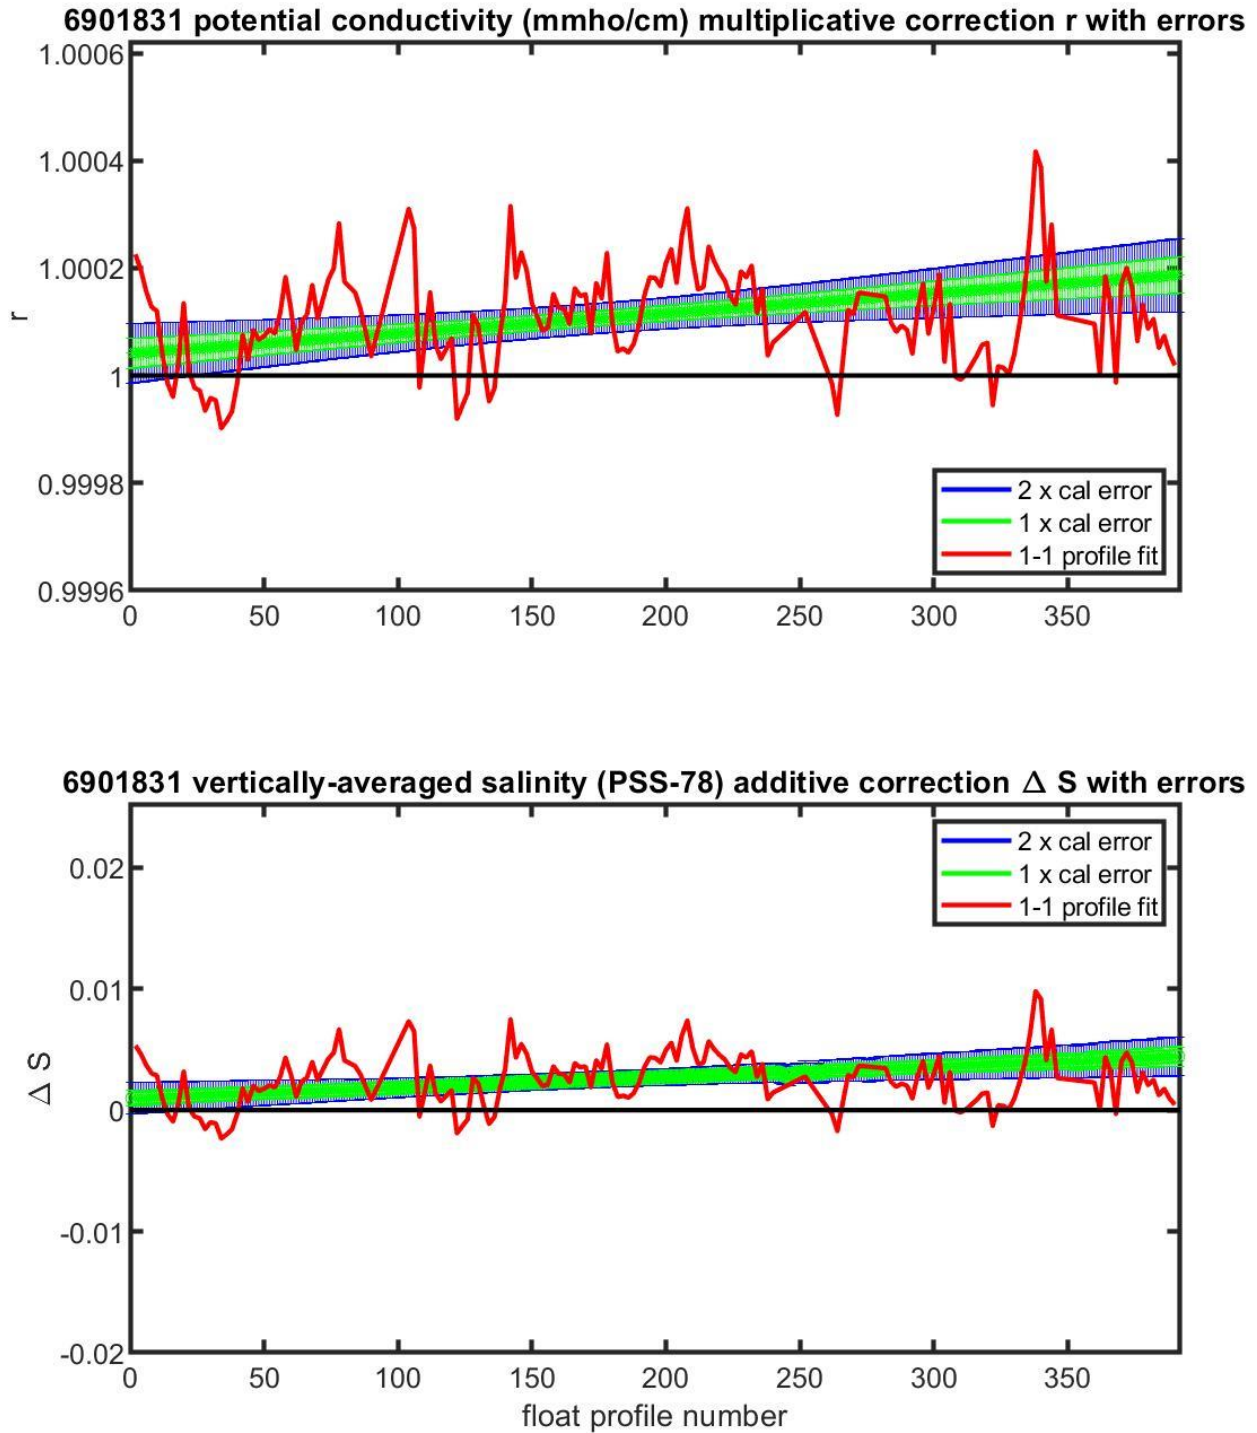 6901831 potential conductivity (mmho/cm) multiplicative correction r with errors
1.0006
1.0004
1.0002
1
0.9998
0.9996
r
2 x cal error
1 x cal error
1-1 profile fit
0 50 100 150 200 250 300 350
6901831 vertically-averaged salinity (PSS-78) additive correction Δ S with errors
0.02
0.01
0
-0.01
-0.02
Δ S
2 x cal error
1 x cal error
1-1 profile fit
0 50 100 150 200 250 300 350
float profile number